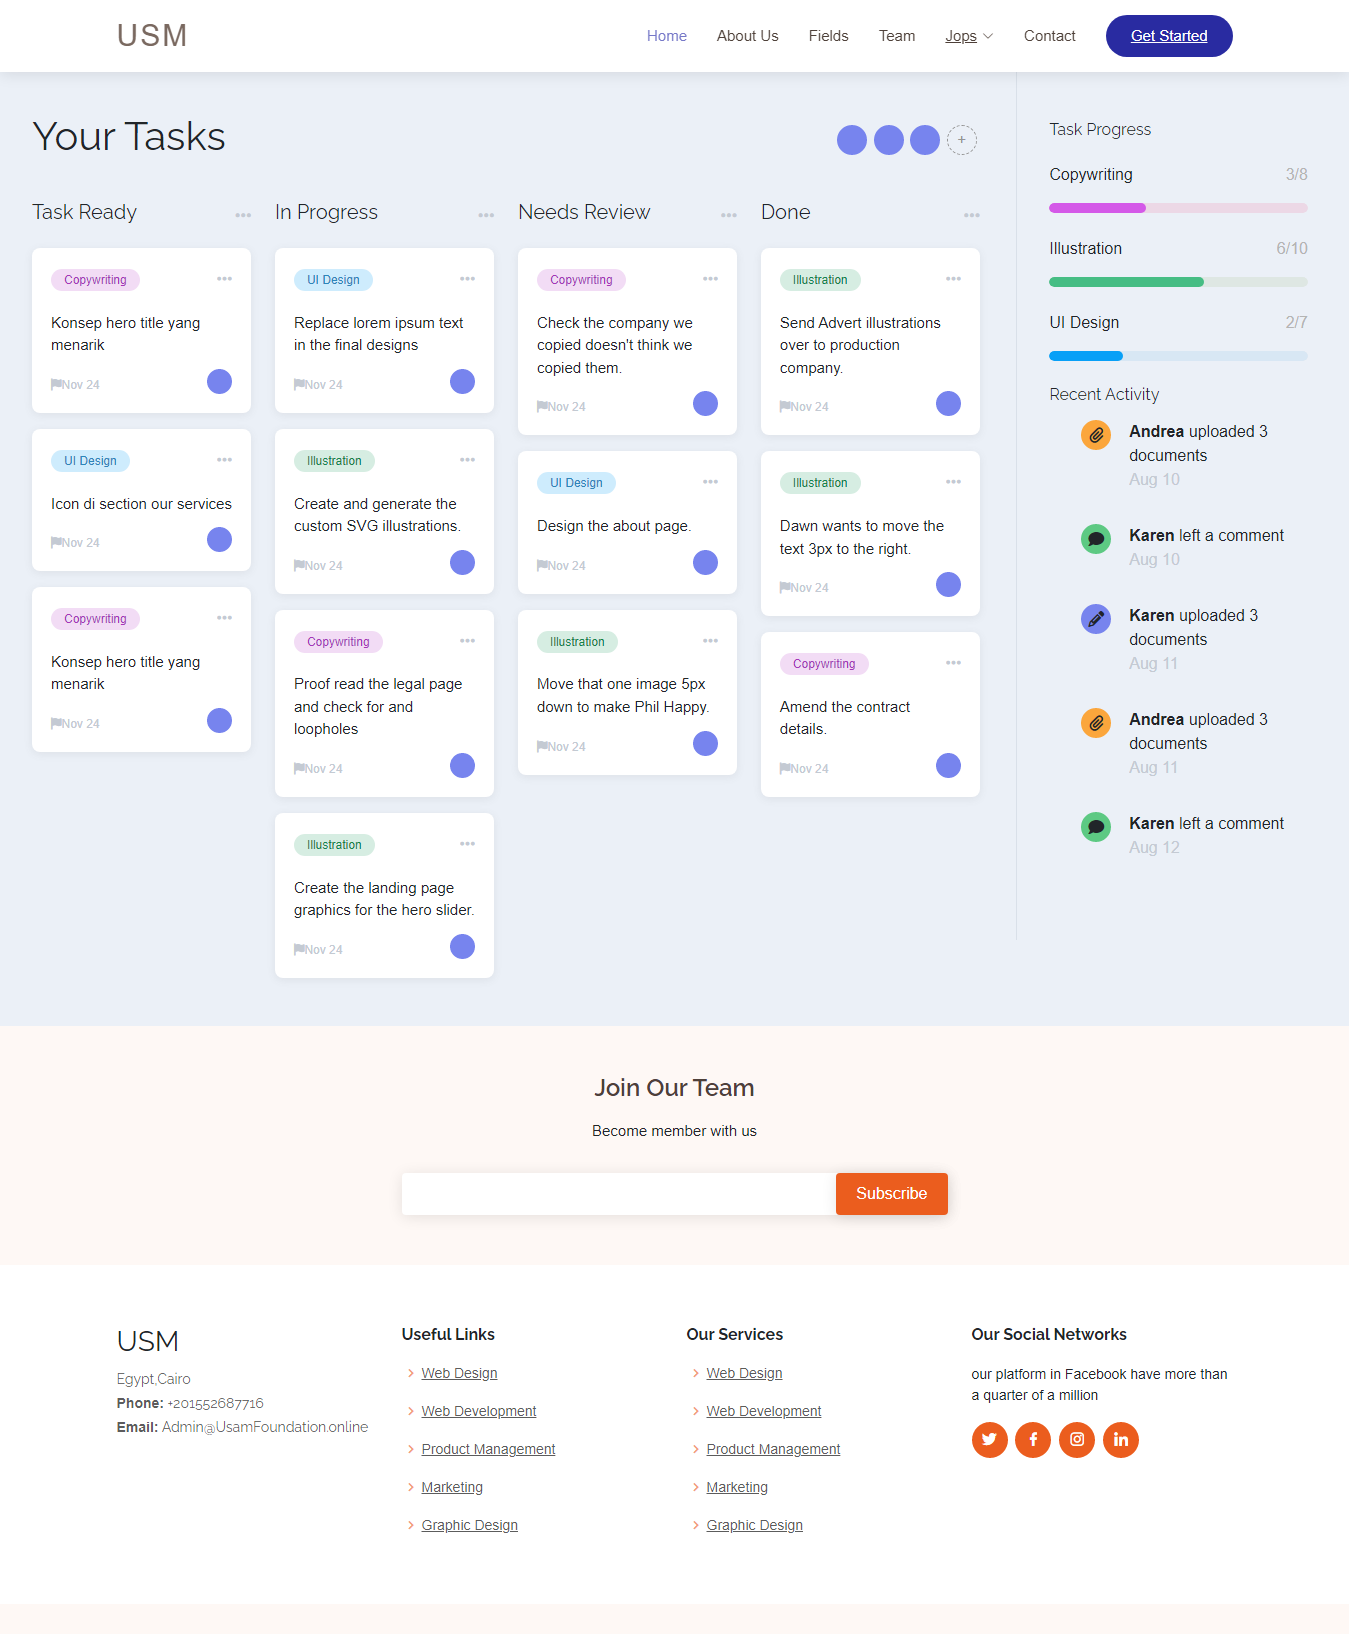 USM
Home
About Us
Fields
Team
Jops
Contact
Get Started
Your Tasks
+
Task Ready
Copywriting
Konsep hero title yang
menarik
Nov 24
UI Design
Icon di section our services
Nov 24
Copywriting
Konsep hero title yang
menarik
Nov 24
In Progress
UI Design
Replace lorem ipsum text
in the final designs
Nov 24
Illustration
Create and generate the
custom SVG illustrations.
Nov 24
Copywriting
Proof read the legal page
and check for and
loopholes
Nov 24
Illustration
Create the landing page
graphics for the hero slider.
Nov 24
Needs Review
Copywriting
Check the company we
copied doesn't think we
copied them.
Nov 24
UI Design
Design the about page.
Nov 24
Illustration
Move that one image 5px
down to make Phil Happy.
Nov 24
Done
Illustration
Send Advert illustrations
over to production
company.
Nov 24
Illustration
Dawn wants to move the
text 3px to the right.
Nov 24
Copywriting
Amend the contract
details.
Nov 24
Task Progress
Copywriting 3/8
Illustration 6/10
UI Design 2/7
Recent Activity
Andrea uploaded 3
documents
Aug 10
Karen left a comment
Aug 10
Karen uploaded 3
documents
Aug 11
Andrea uploaded 3
documents
Aug 11
Karen left a comment
Aug 12
Join Our Team
Become member with us
Subscribe
USM
Egypt,Cairo
Phone: +201552687716
Email: Admin@UsamFoundation.online
Useful Links
Web Design
Web Development
Product Management
Marketing
Graphic Design
Our Services
Web Design
Web Development
Product Management
Marketing
Graphic Design
Our Social Networks
our platform in Facebook have more than
a quarter of a million